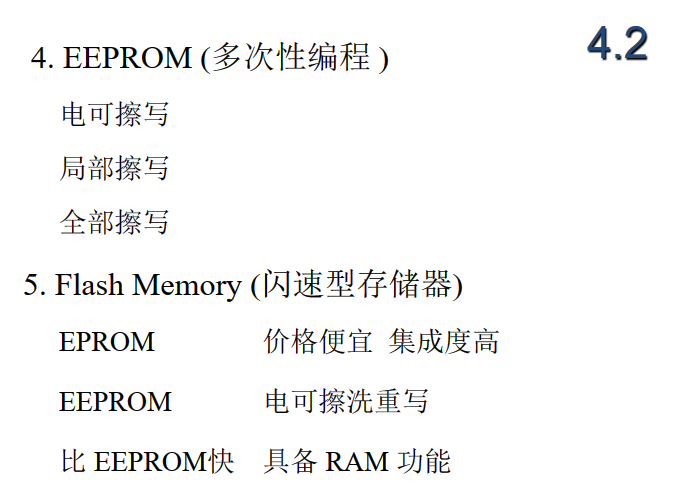 4.2
4. EEPROM (多次性编程 )
电可擦写
局部擦写
全部擦写
5. Flash Memory (闪速型存储器)
EPROM 价格便宜 集成度高
EEPROM 电可擦洗重写
比 EEPROM快 具备 RAM 功能